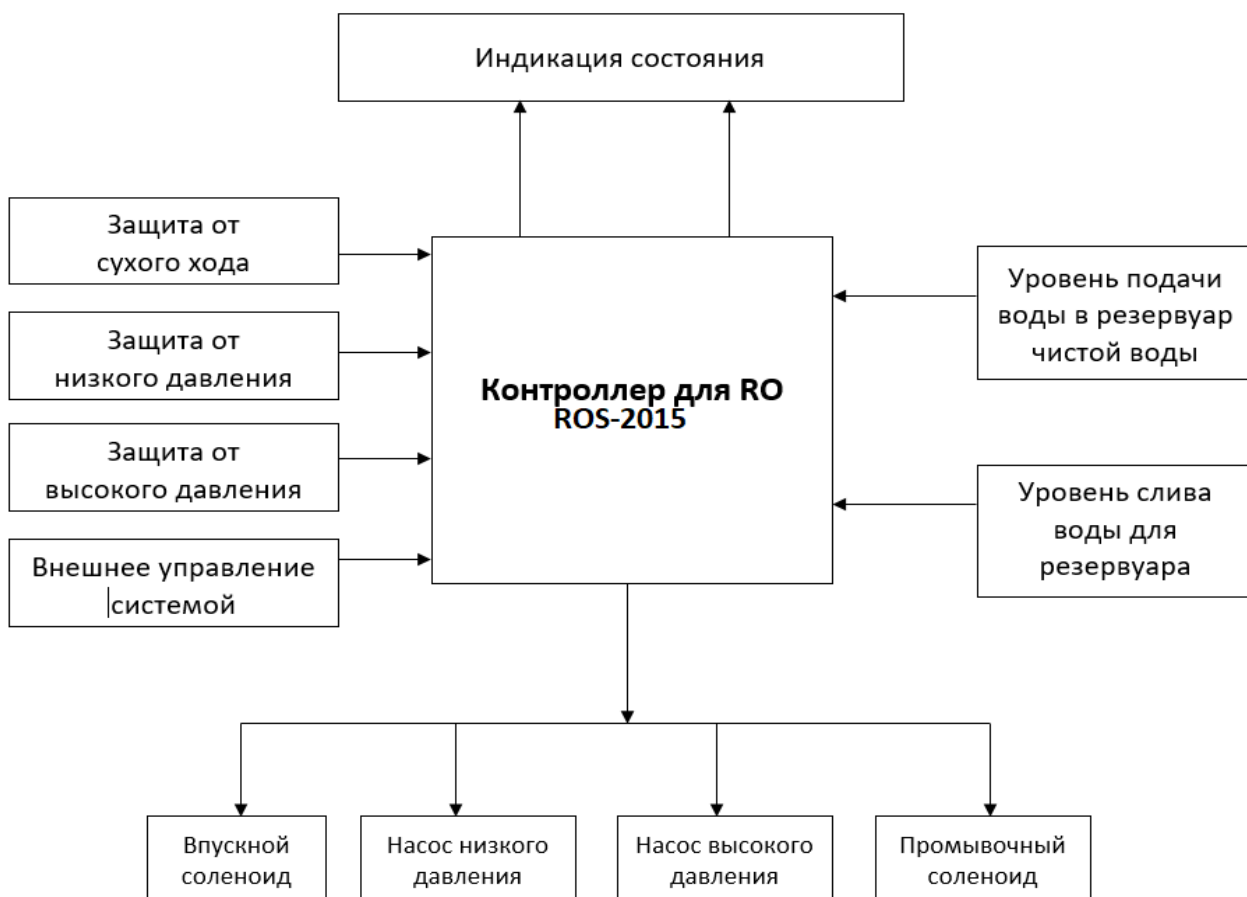 Индикация состояния
Защита от
сухого хода
Защита от
низкого давления
Защита от
высокого давления
Внешнее управление
системой
Контроллер для RO
ROS-2015
Уровень подачи
воды в резервуар
чистой воды
Уровень слива
воды для
резервуара
Впускной
соленоид
Насос низкого
давления
Насос высокого
давления
Промывочный
соленоид